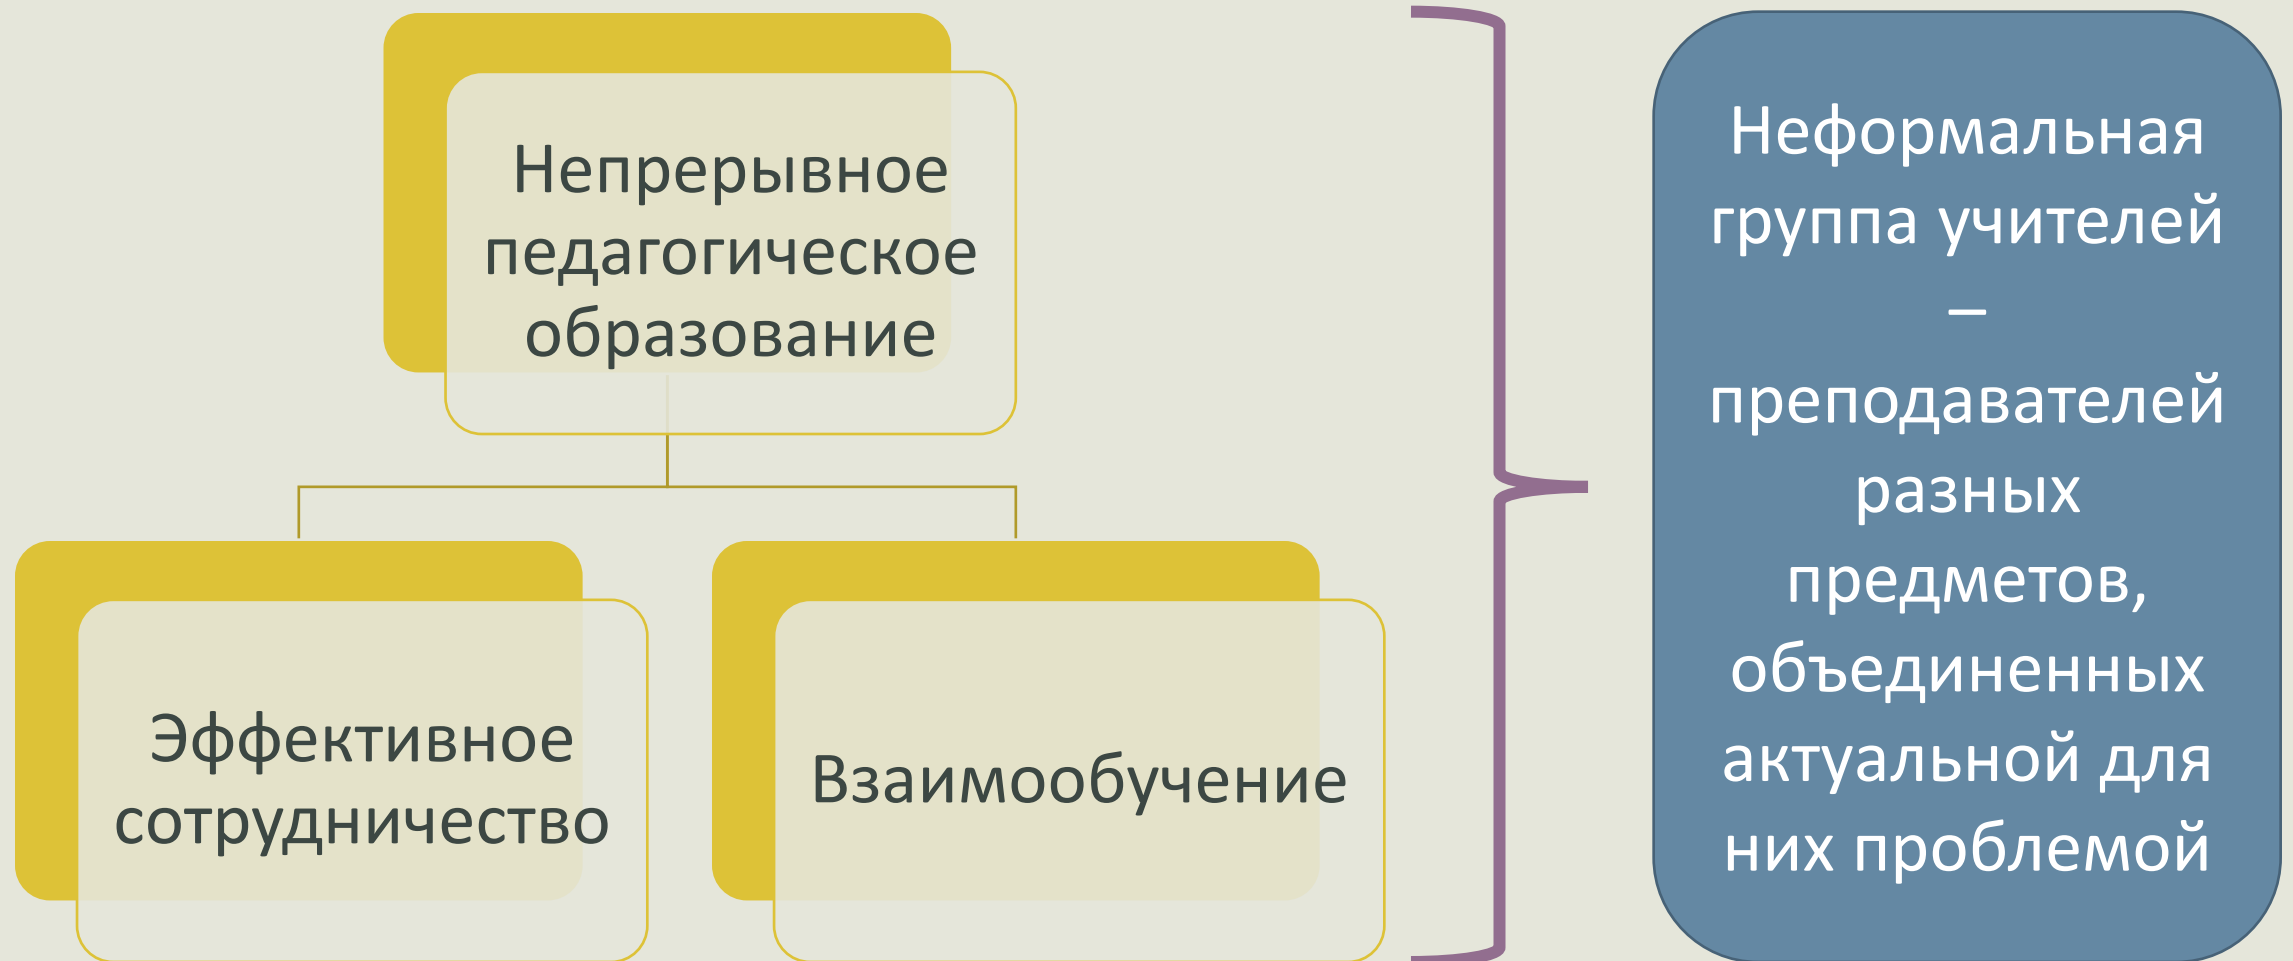 Непрерывное
педагогическое
образование
Эффективное
сотрудничество
Взаимообучение
Неформальная
группа учителей
–
преподавателей
разных
предметов,
объединенных
актуальной для
них проблемой